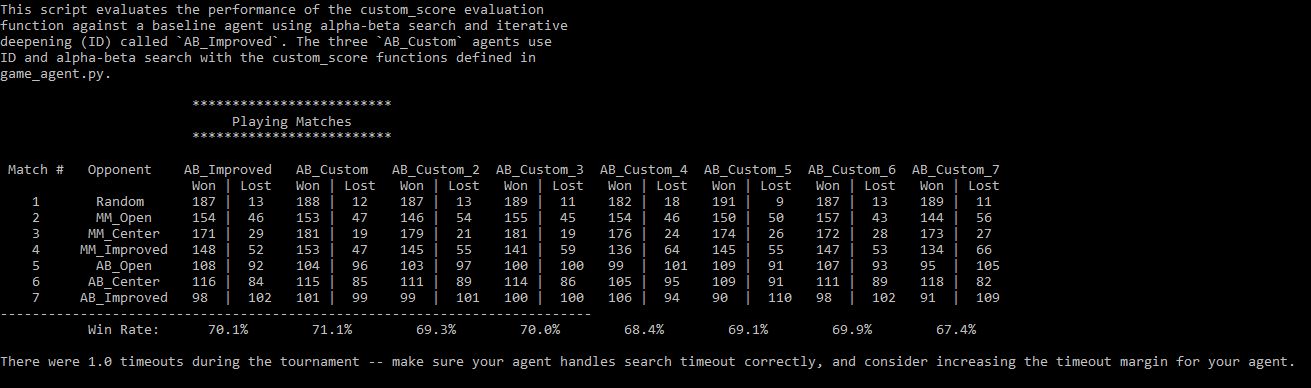 This script evaluates the performance of the custom_score evaluation
function against a baseline agent using alpha-beta search and iterative
deepening (ID) called `AB_Improved`. The three `AB_Custom` agents use
ID and alpha-beta search with the custom_score functions defined in
game_agent.py.
*************************
Playing Matches
*************************
Match # Opponent AB_Improved AB_Custom AB_Custom_2 AB_Custom_3 AB_Custom_4 AB_Custom_5 AB_Custom_6 AB_Custom_7
Won | Lost Won | Lost Won | Lost Won | Lost Won | Lost Won | Lost Won | Lost Won | Lost
1 Random 187 | 13 188 | 12 187 | 13 189 | 11 182 | 18 191 | 9 187 | 13 189 | 11
2 MM_Open 154 | 46 153 | 47 146 | 54 155 | 45 154 | 46 150 | 50 157 | 43 144 | 56
3 MM_Center 171 | 29 181 | 19 179 | 21 181 | 19 176 | 24 174 | 26 172 | 28 173 | 27
4 MM_Improved 148 | 52 153 | 47 145 | 55 141 | 59 136 | 64 145 | 55 147 | 53 134 | 66
5 AB_Open 108 | 92 104 | 96 103 | 97 100 | 100 99 | 101 109 | 91 107 | 93 95 | 105
6 AB_Center 116 | 84 115 | 85 111 | 89 114 | 86 105 | 95 109 | 91 111 | 89 118 | 82
7 AB_Improved 98 | 102 101 | 99 99 | 101 100 | 100 106 | 94 90 | 110 98 | 102 91 | 109
--------------------------------------------------------------------------
Win Rate: 70.1% 71.1% 69.3% 70.0% 68.4% 69.1% 69.9% 67.4%
There were 1.0 timeouts during the tournament -- make sure your agent handles search timeout correctly, and consider increasing the timeout margin for your agent.